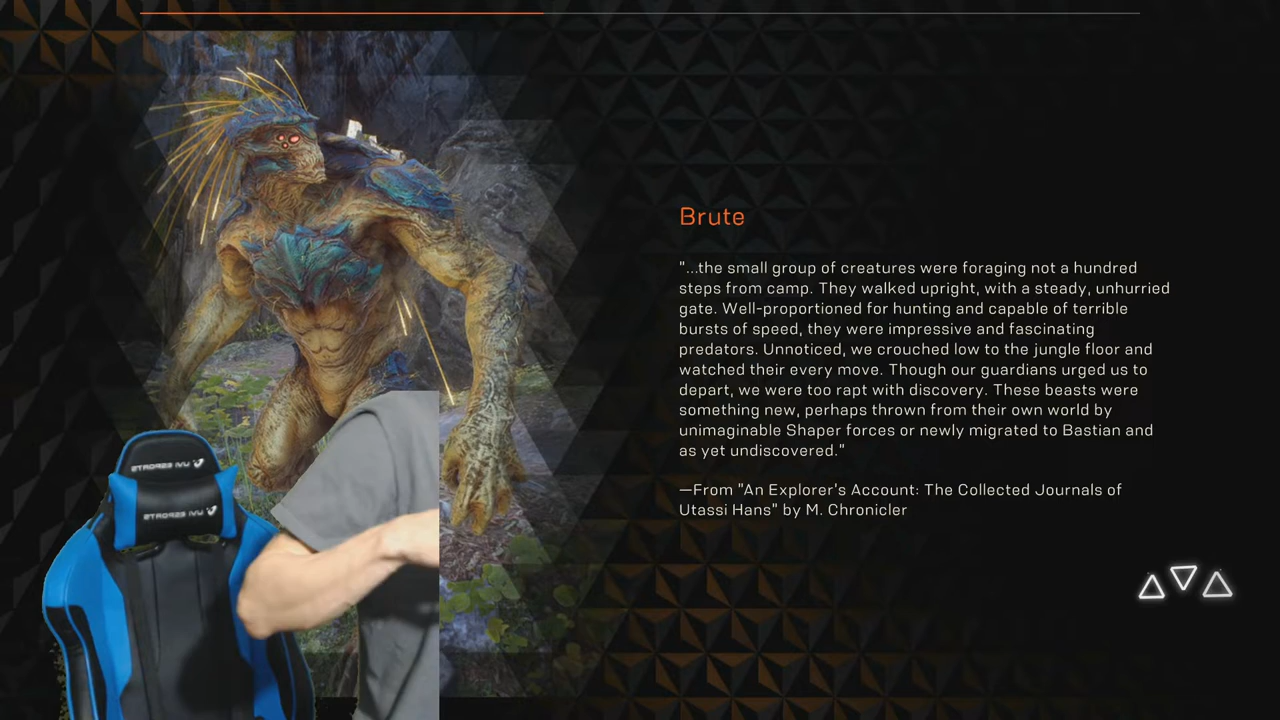 Brute
"...the small group of creatures were foraging not a hundred
steps from camp. They walked upright, with a steady, unhurried
gate. Well-proportioned for hunting and capable of terrible
bursts of speed, they were impressive and fascinating
predators. Unnoticed, we crouched low to the jungle floor and
watched their every move. Though our guardians urged us to
depart, we were too rapt with discovery. These beasts were
something new, perhaps thrown from their own world by
unimaginable Shaper forces or newly migrated to Bastian and
as yet undiscovered."
—From "An Explorer's Account: The Collected Journals of
Utassi Hans" by M. Chronicler
UVI ESPORTS
UVI ESPORTS